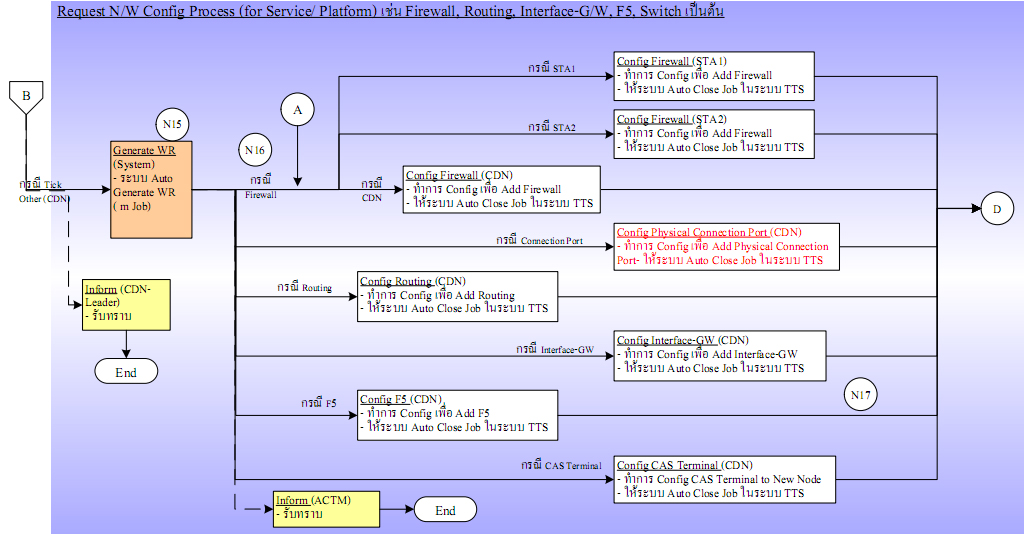 Request N/W Config Process (for Service/ Platform) เช่น Firewall, Routing, Interface-G/W, F5, Switch เป็นต้น
B
กรณี Tick
Other (CDN)
N15
Generate WR
(System)
- ระบบ Auto
Generate WR
( m Job)
Inform (CDN-
Leader)
- รับทราบ
End
N16
A
กรณี
Firewall
กรณี STA1
Config Firewall (STA1)
- ทำการ Config เพื่อ Add Firewall
- ให้ระบบ Auto Close Job ในระบบ TTS
กรณี STA2
Config Firewall (STA2)
- ทำการ Config เพื่อ Add Firewall
- ให้ระบบ Auto Close Job ในระบบ TTS
กรณี
CDN
Config Firewall (CDN)
- ทำการ Config เพื่อ Add Firewall
- ให้ระบบ Auto Close Job ในระบบ TTS
D
กรณี Connection Port
Config Physical Connection Port (CDN)
- ทำการ Config เพื่อ Add Physical Connection
Port- ให้ระบบ Auto Close Job ในระบบ TTS
กรณี Routing
Config Routing (CDN)
- ทำการ Config เพื่อ Add Routing
- ให้ระบบ Auto Close Job ในระบบ TTS
กรณี Interface-GW
Config Interface-GW (CDN)
- ทำการ Config เพื่อ Add Interface-GW
- ให้ระบบ Auto Close Job ในระบบ TTS
N17
กรณี F5
Config F5 (CDN)
- ทำการ Config เพื่อ Add F5
- ให้ระบบ Auto Close Job ในระบบ TTS
กรณี CAS Terminal
Config CAS Terminal (CDN)
- ทำการ Config CAS Terminal to New Node
- ให้ระบบ Auto Close Job ในระบบ TTS
Inform (ACTM)
- รับทราบ
End